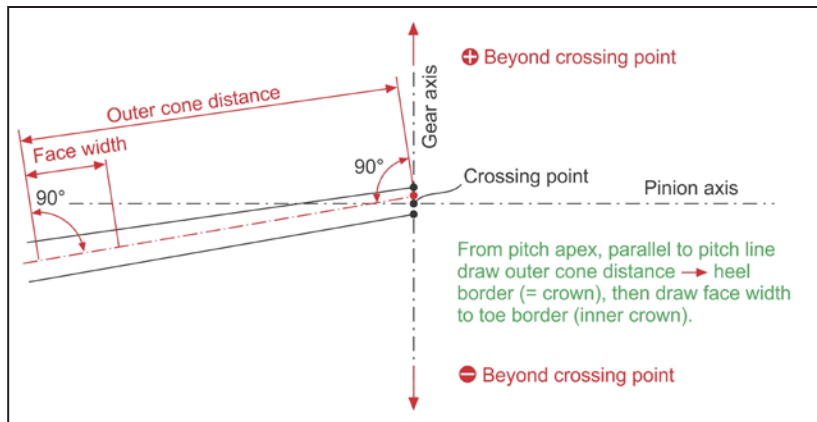 + Beyond crossing point
Outer cone distance
Gear axis
Face width
90°
90°
Crossing point
Pinion axis
From pitch apex, parallel to pitch line
draw outer cone distance → heel
border (= crown), then draw face width
to toe border (inner crown).
− Beyond crossing point